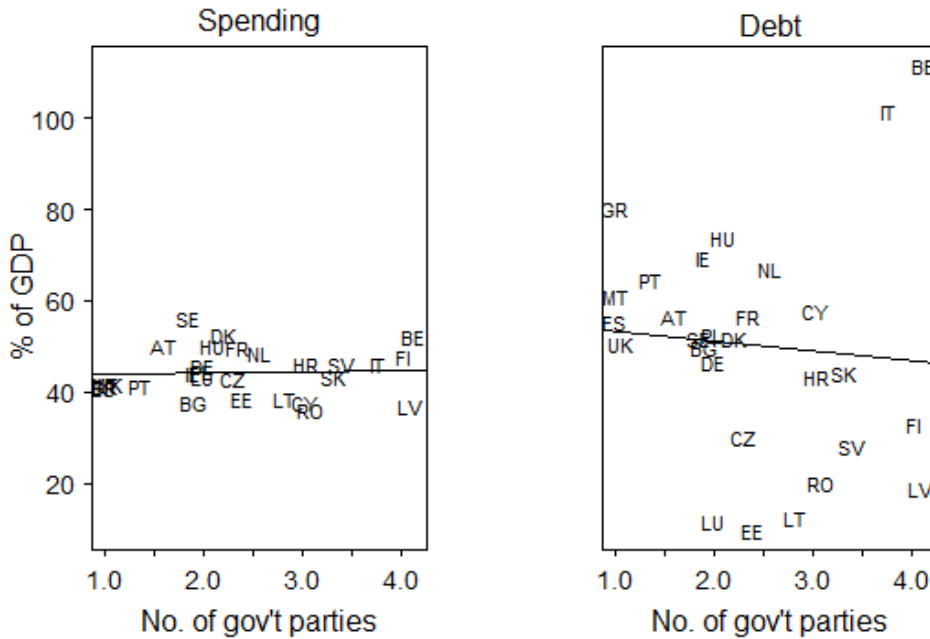 Spending
Debt
% of GDP
100
80
60
40
20
SE
DK
AT
HU
FR
NL
BE
FI
HR
SV
IT
SK
CZ
PT
BG
EE
LT
CY
RO
LV
LU
1.0 2.0 3.0 4.0
No. of gov't parties
BE
IT
GR
HU
IE
NL
PT
MT
CY
ES
AT
FR
UK
DK
BG
DE
HR
SK
FI
CZ
SV
RO
LV
LU
LT
EE
1.0 2.0 3.0 4.0
No. of gov't parties